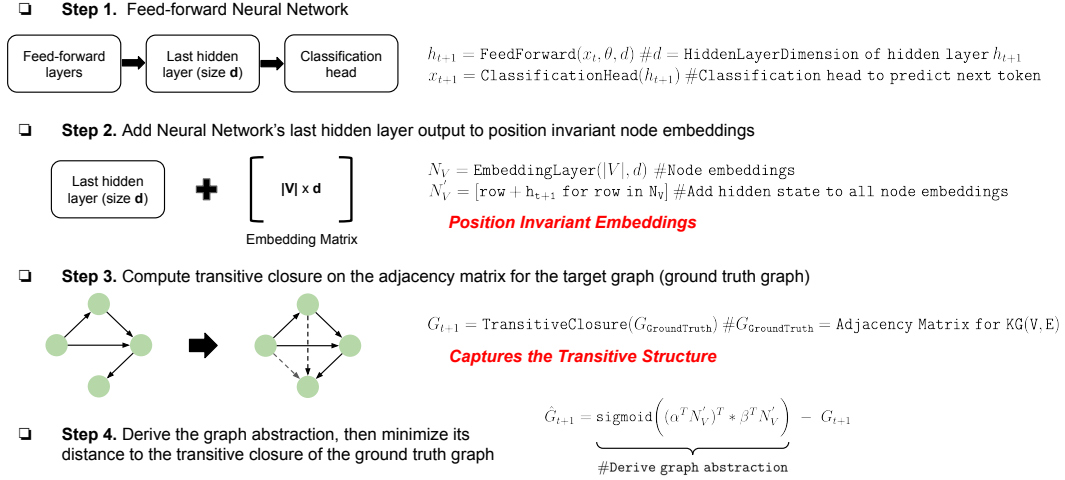 ❏ Step 1. Feed-forward Neural Network
Feed-forward
layers
Last hidden
layer (size d)
Classification
head
h_{t+1} = FeedForward(x_t, θ, d) #d = HiddenLayerDimension of hidden layer h_{t+1}
x_{t+1} = ClassificationHead(h_{t+1}) #Classification head to predict next token
❏ Step 2. Add Neural Network's last hidden layer output to position invariant node embeddings
Last hidden
layer (size d)
+
|V| x d
Embedding Matrix
N_V = EmbeddingLayer(|V|, d) #Node embeddings
N'_V = [row + h_{t+1} for row in N_V] #Add hidden state to all node embeddings
Position Invariant Embeddings
❏ Step 3. Compute transitive closure on the adjacency matrix for the target graph (ground truth graph)
G_{t+1} = TransitiveClosure(G_{GroundTruth}) #G_{GroundTruth} = Adjacency Matrix for KG(V, E)
Captures the Transitive Structure
❏ Step 4. Derive the graph abstraction, then minimize its
distance to the transitive closure of the ground truth graph
Ĝ_{t+1} = sigmoid((α^T N'_V)^T * β^T N'_V) − G_{t+1}
#Derive graph abstraction